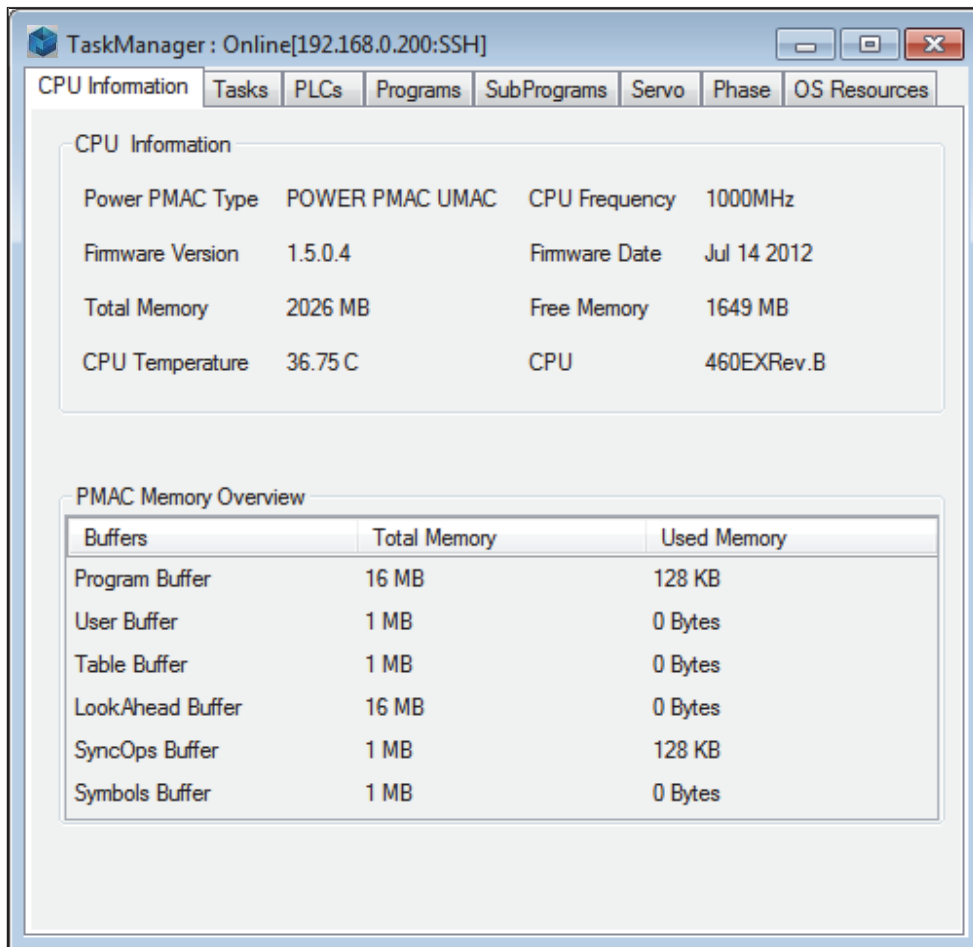 TaskManager : Online[192.168.0.200:SSH]
CPU Information Tasks PLCs Programs SubPrograms Servo Phase OS Resources
CPU Information
Power PMAC Type POWER PMAC UMAC CPU Frequency 1000MHz
Firmware Version 1.5.0.4 Firmware Date Jul 14 2012
Total Memory 2026 MB Free Memory 1649 MB
CPU Temperature 36.75 C CPU 460EXRev.B
PMAC Memory Overview
Buffers Total Memory Used Memory
Program Buffer 16 MB 128 KB
User Buffer 1 MB 0 Bytes
Table Buffer 1 MB 0 Bytes
LookAhead Buffer 16 MB 0 Bytes
SyncOps Buffer 1 MB 128 KB
Symbols Buffer 1 MB 0 Bytes